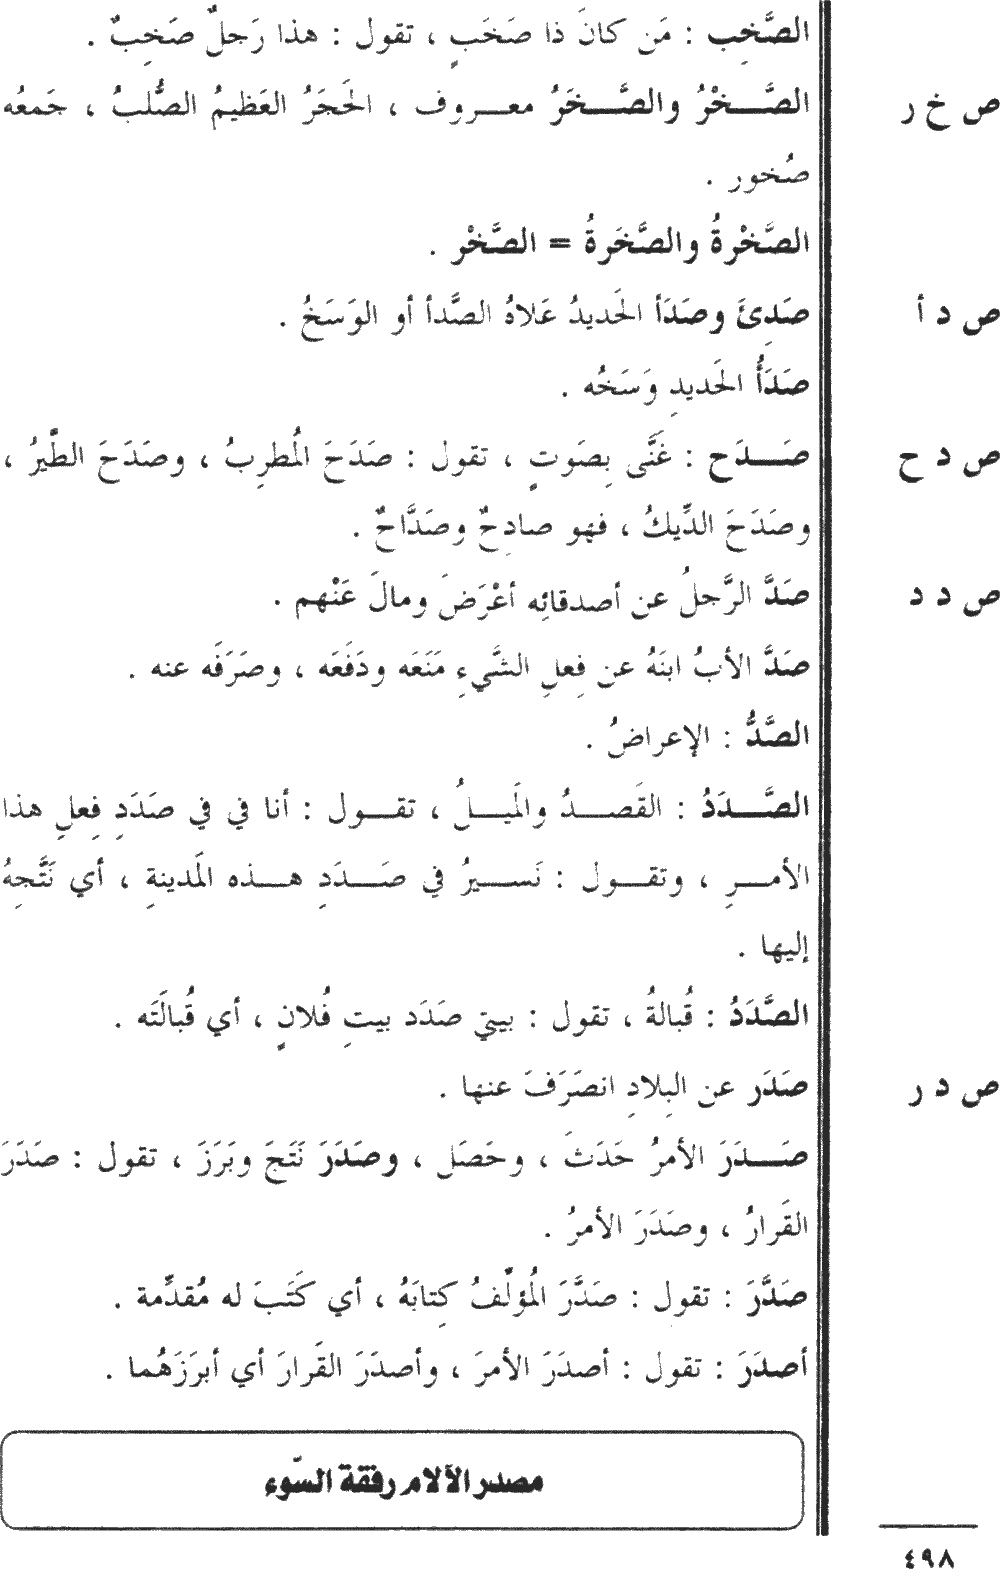 الصَّخِب : مَن كانَ ذا صَخَبٍ ، تقول : هذا رَجلٌ صَخِبٌ .
ص خ ر الصَّخْرُ والصَّخَرُ معروف ، الحَجَرُ العَظيمُ الصُّلبُ ، جَمعُه
صُخور .
الصَّخْرةُ والصَّخَرةُ = الصَّخْر .
ص د أ صَدِئَ وصَدَأ الحَديدُ عَلاهُ الصَّدأ أو الوَسَخُ .
صَدَأُ الحَديدِ وَسَخُه .
ص د ح صَدَح : غَنَّى بِصَوتٍ ، تقول : صَدَحَ المُطرِبُ ، وصَدَحَ الطَّيرُ ،
وصَدَحَ الدِّيكُ ، فهو صادِحٌ وصَدَّاحٌ .
ص د د صَدَّ الرَّجلُ عن أصدقائِه أعْرَضَ ومالَ عَنْهم .
صَدَّ الأبُ ابنَهُ عن فِعلِ الشَّيءِ مَنَعَه ودَفَعَه ، وصَرَفَه عنه .
الصَّدُّ : الإعراضُ .
الصَّدَدُ : القَصدُ والمَيلُ ، تقول : أنا في في صَدَدِ فِعلِ هذا
الأمرِ ، وتقول : نَسيرُ في صَدَدِ هذه المَدينةِ ، أي نَتَّجِهُ
إليها .
الصَّدَدُ : قُبالةُ ، تقول : بيتي صَدَد بيتِ فُلانٍ ، أي قُبالَتَه .
ص د ر صَدَر عن البِلادِ انصَرَفَ عنها .
صَدَرَ الأمرُ حَدَثَ ، وحَصَل ، وصَدَرَ نَتَجَ وبَرَزَ ، تقول : صَدَرَ
القَرارُ ، وصَدَرَ الأمرُ .
صَدَّرَ : تقول : صَدَّرَ المُؤلِّفُ كِتابَهُ ، أي كَتَبَ له مُقدِّمة .
أصدَرَ : تقول : أصدَرَ الأمرَ ، وأصدَرَ القَرارَ أي أبرَزَهُما .
مصدر الآلام رفقة السّوء
٤٩٨